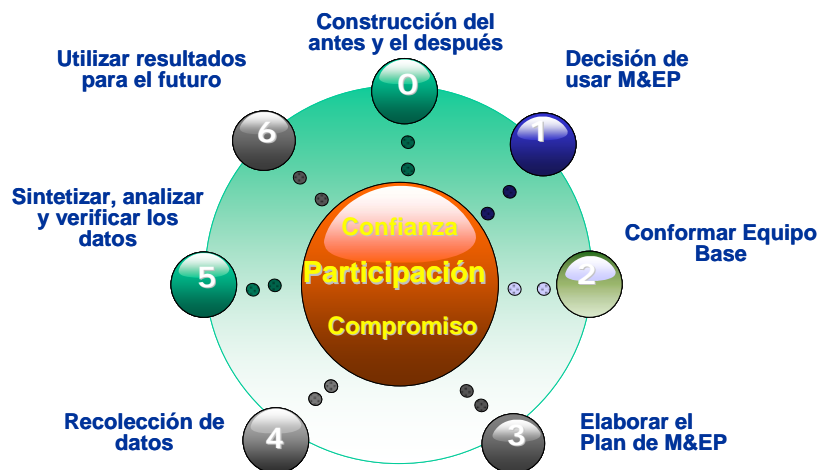 Construcción del
antes y el después
0
Decisión de
usar M&EP
1
Conformar Equipo
Base
2
Elaborar el
Plan de M&EP
3
Recolección de
datos
4
Sintetizar, analizar
y verificar los
datos
5
Utilizar resultados
para el futuro
6
Confianza
Participación
Compromiso